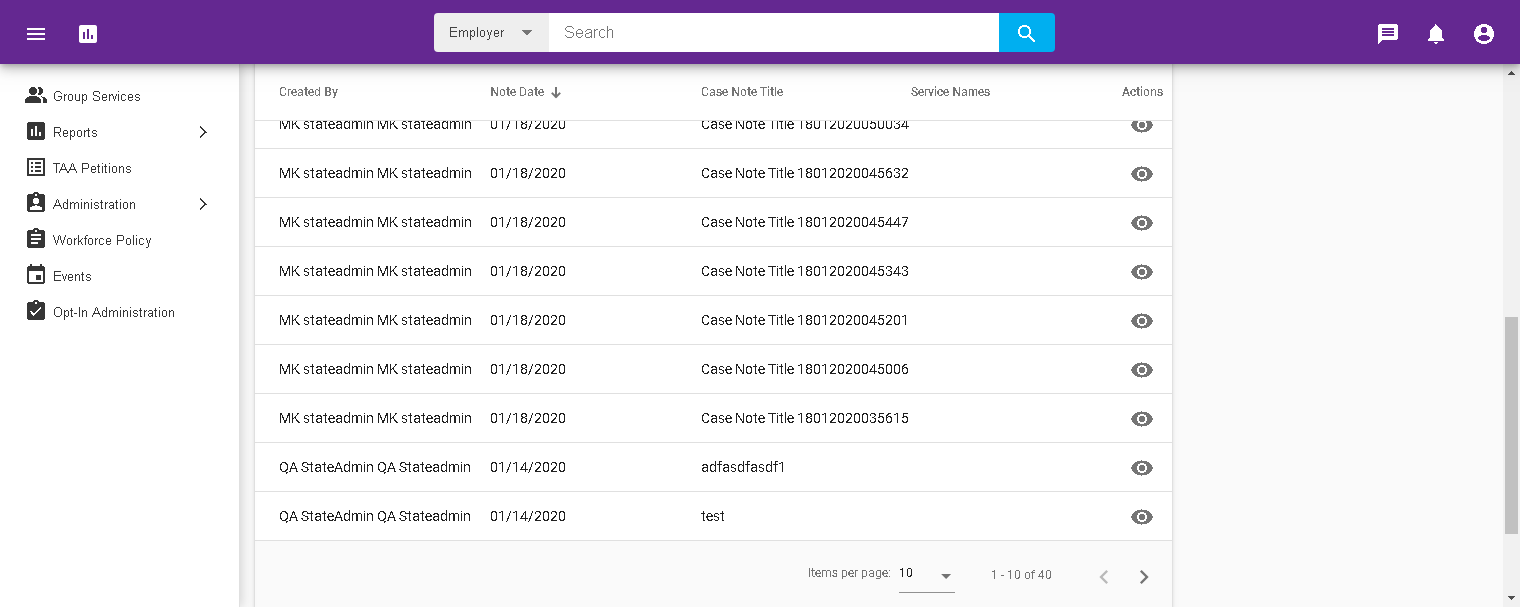 Employer Search
Group Services
Reports
TAA Petitions
Administration
Workforce Policy
Events
Opt-In Administration
Created By Note Date Case Note Title Service Names Actions
MK stateadmin MK stateadmin 01/18/2020 Case Note Title 18012020050034
MK stateadmin MK stateadmin 01/18/2020 Case Note Title 18012020045632
MK stateadmin MK stateadmin 01/18/2020 Case Note Title 18012020045447
MK stateadmin MK stateadmin 01/18/2020 Case Note Title 18012020045343
MK stateadmin MK stateadmin 01/18/2020 Case Note Title 18012020045201
MK stateadmin MK stateadmin 01/18/2020 Case Note Title 18012020045006
MK stateadmin MK stateadmin 01/18/2020 Case Note Title 18012020035615
QA StateAdmin QA Stateadmin 01/14/2020 adfasdfasdf1
QA StateAdmin QA Stateadmin 01/14/2020 test
Items per page: 10 1 - 10 of 40